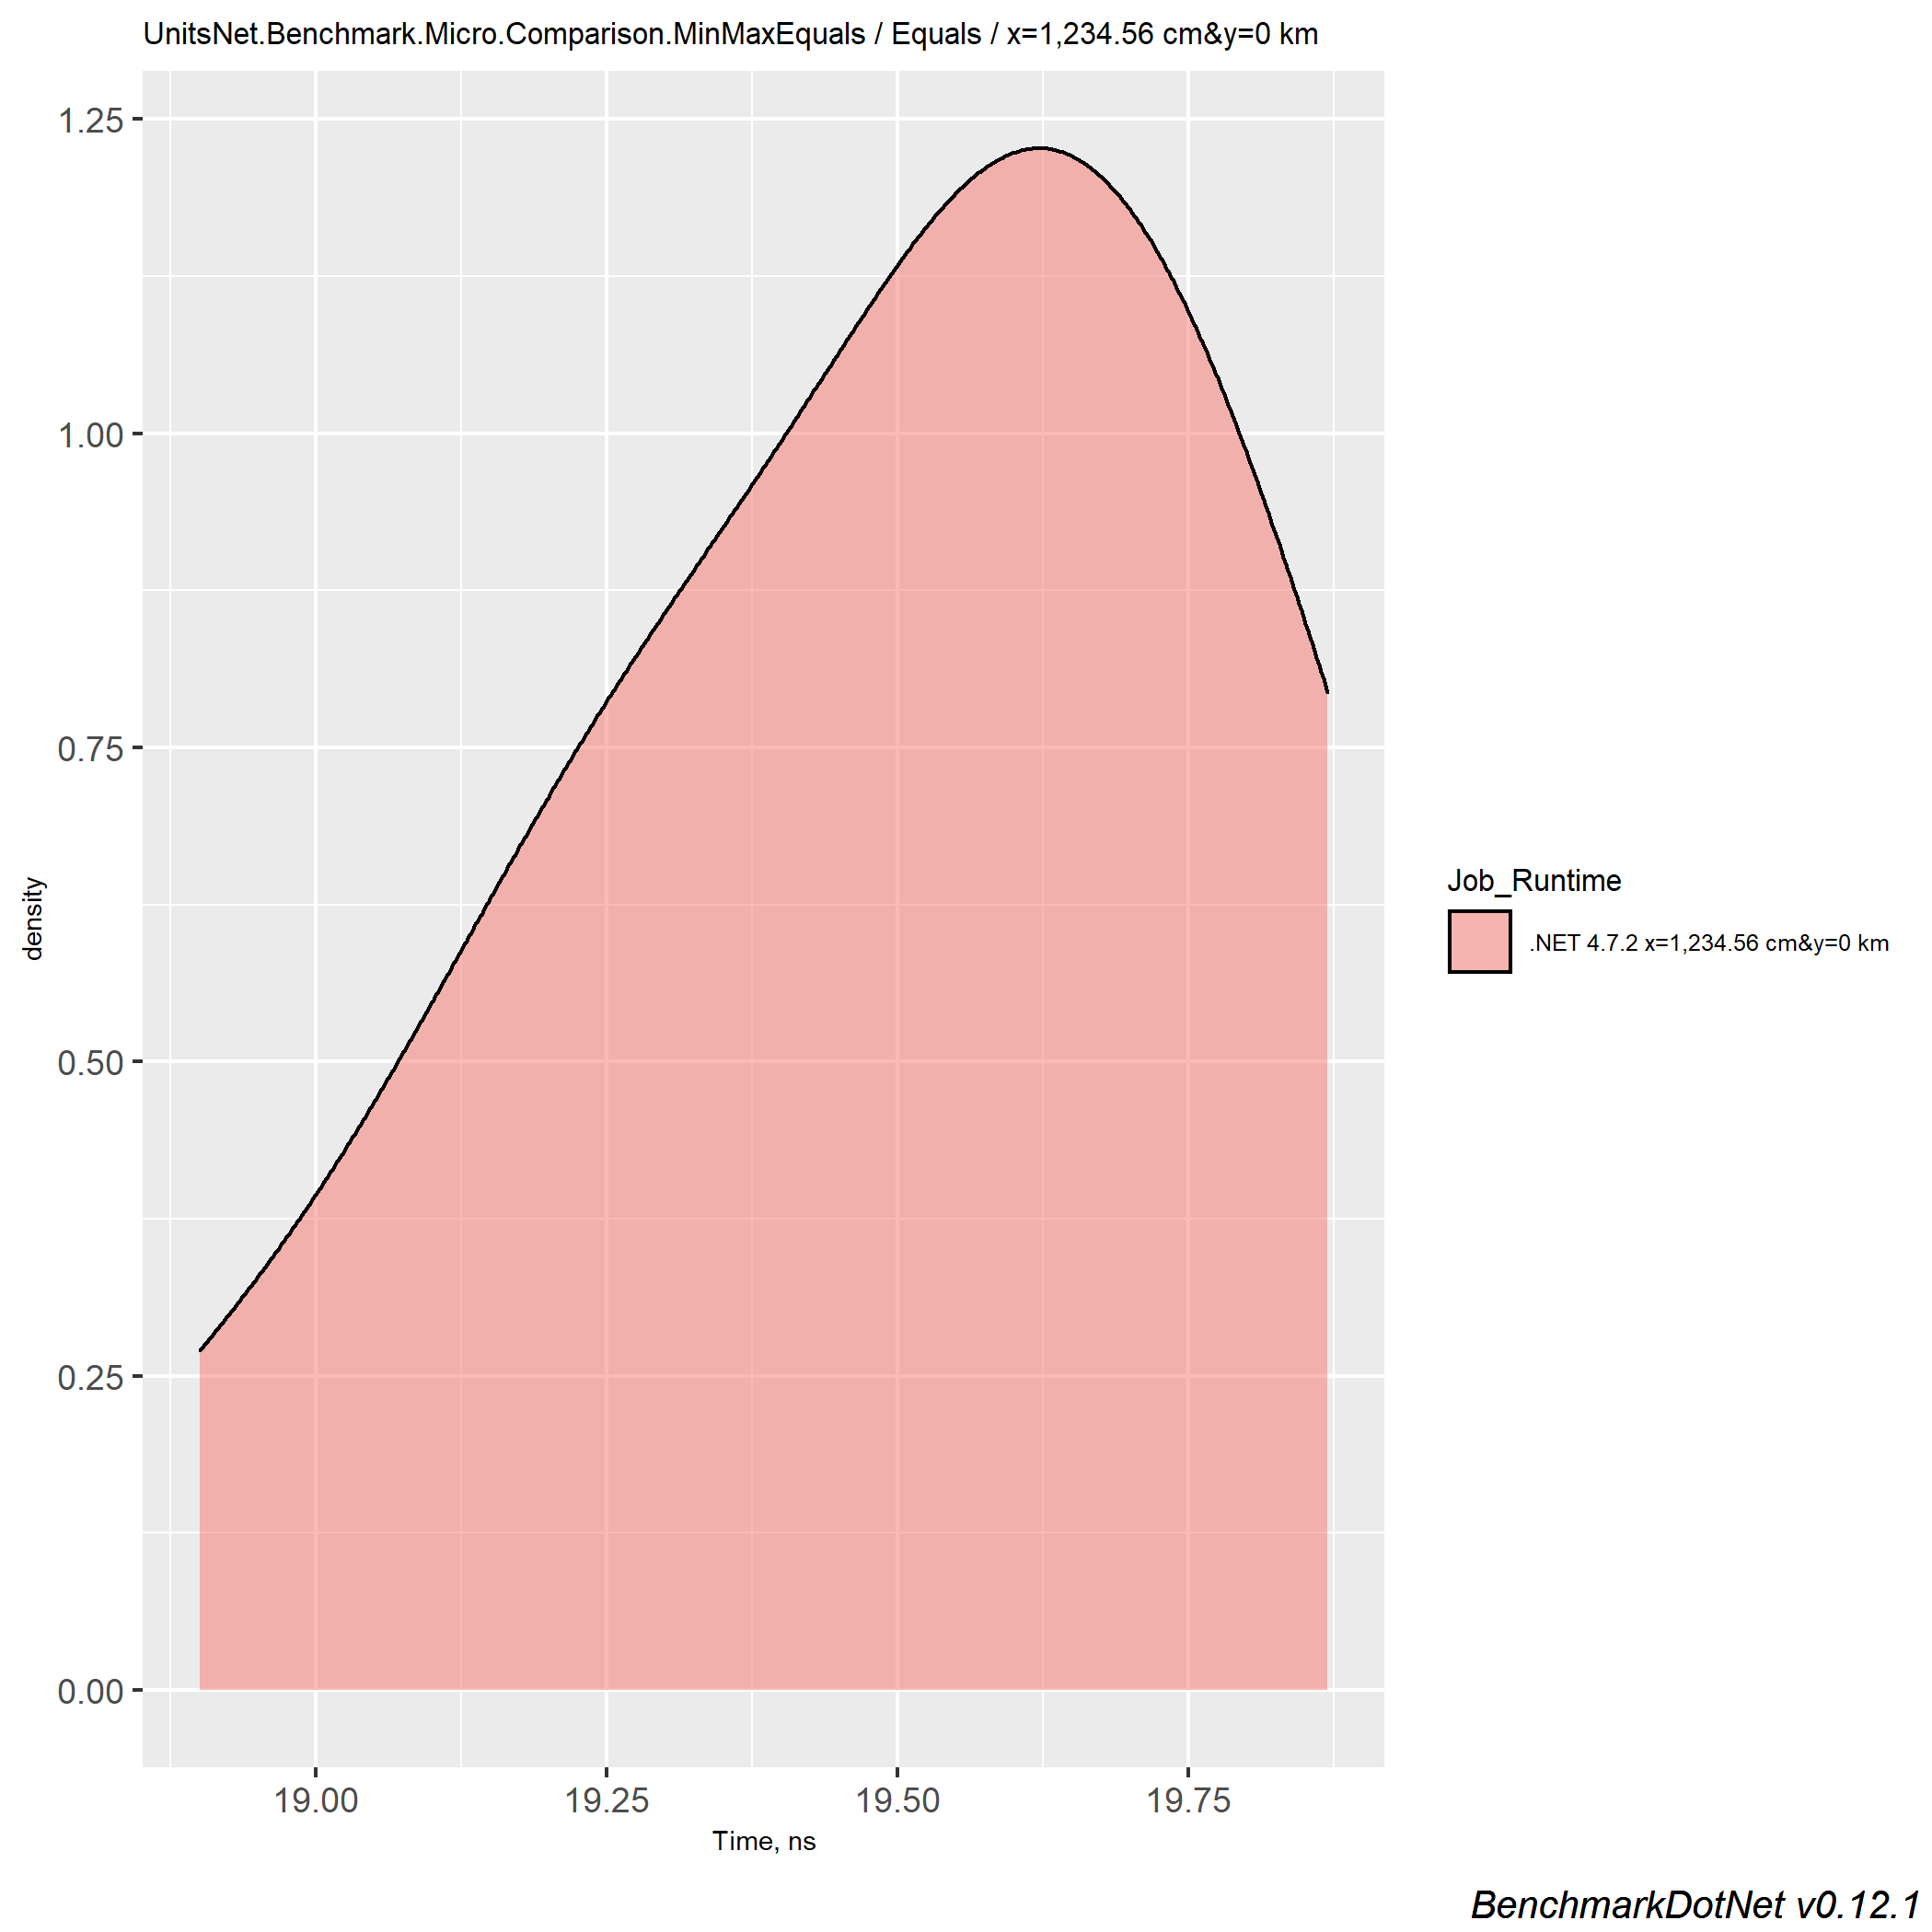 UnitsNet.Benchmark.Micro.Comparison.MinMaxEquals / Equals / x=1,234.56 cm&y=0 km
1.25
1.00
0.75
0.50
0.25
0.00
density
19.00 19.25 19.50 19.75
Time, ns
Job_Runtime
.NET 4.7.2 x=1,234.56 cm&y=0 km
BenchmarkDotNet v0.12.1